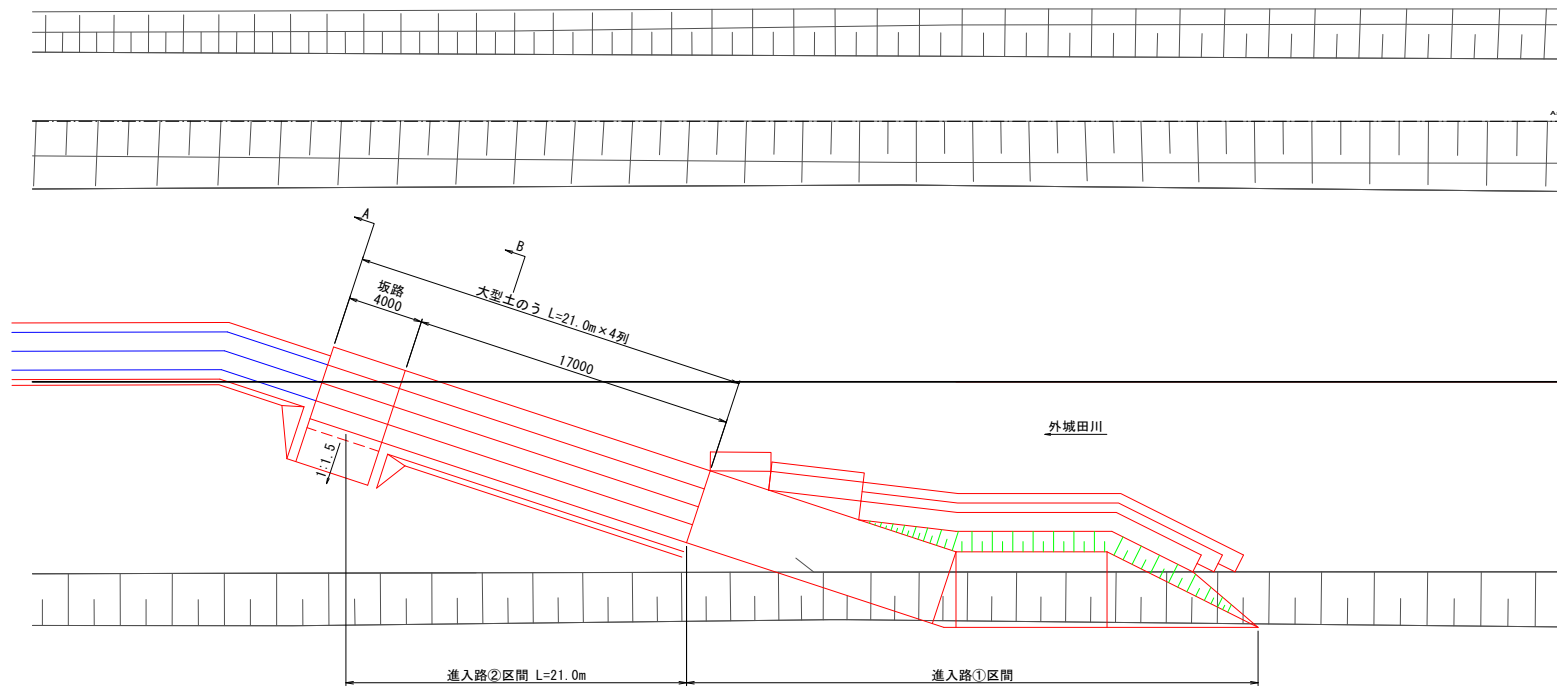 A
B
坂路
4000
大型土のう L=21.0m×4列
17000
外城田川
1:1.5
進入路②区間 L=21.0m
進入路①区間